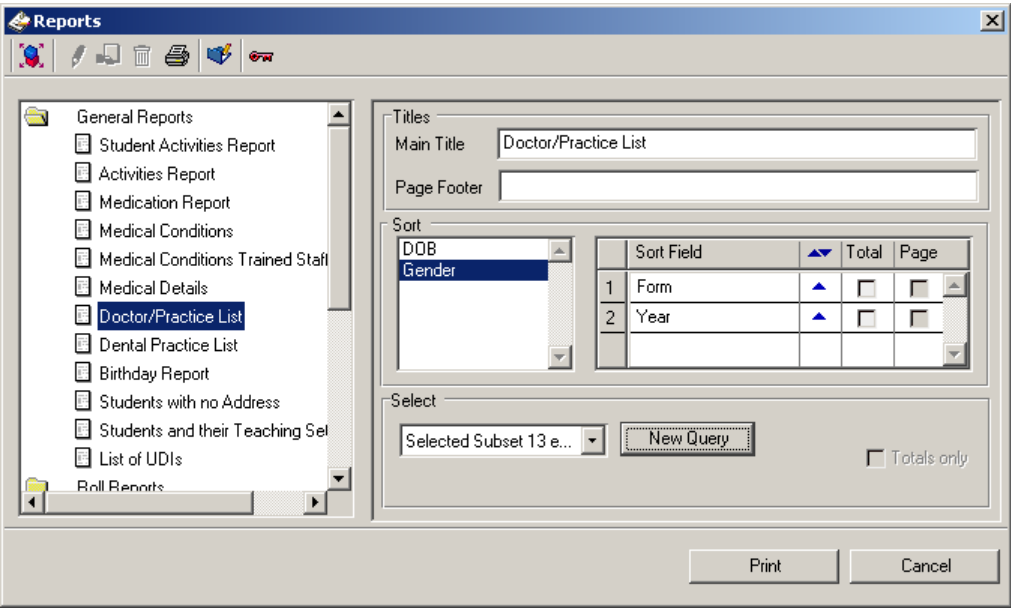 Reports
General Reports
Student Activities Report
Activities Report
Medication Report
Medical Conditions
Medical Conditions Trained Staff
Medical Details
Doctor/Practice List
Dental Practice List
Birthday Report
Students with no Address
Students and their Teaching Set
List of UDIs
Roll Reports
Titles
Main Title Doctor/Practice List
Page Footer
Sort
DOB
Gender
Sort Field Total Page
1 Form
2 Year
Select
Selected Subset 13 e... New Query
Totals only
Print Cancel